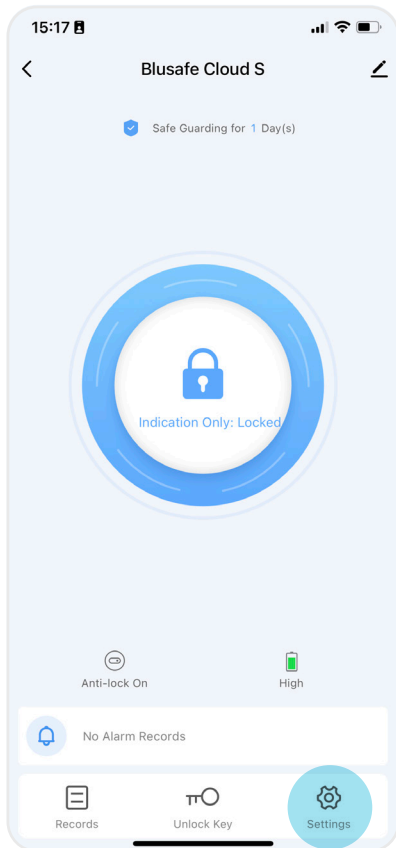 15:17
Blusafe Cloud S
Safe Guarding for 1 Day(s)
Indication Only: Locked
Anti-lock On
High
No Alarm Records
Records
Unlock Key
Settings